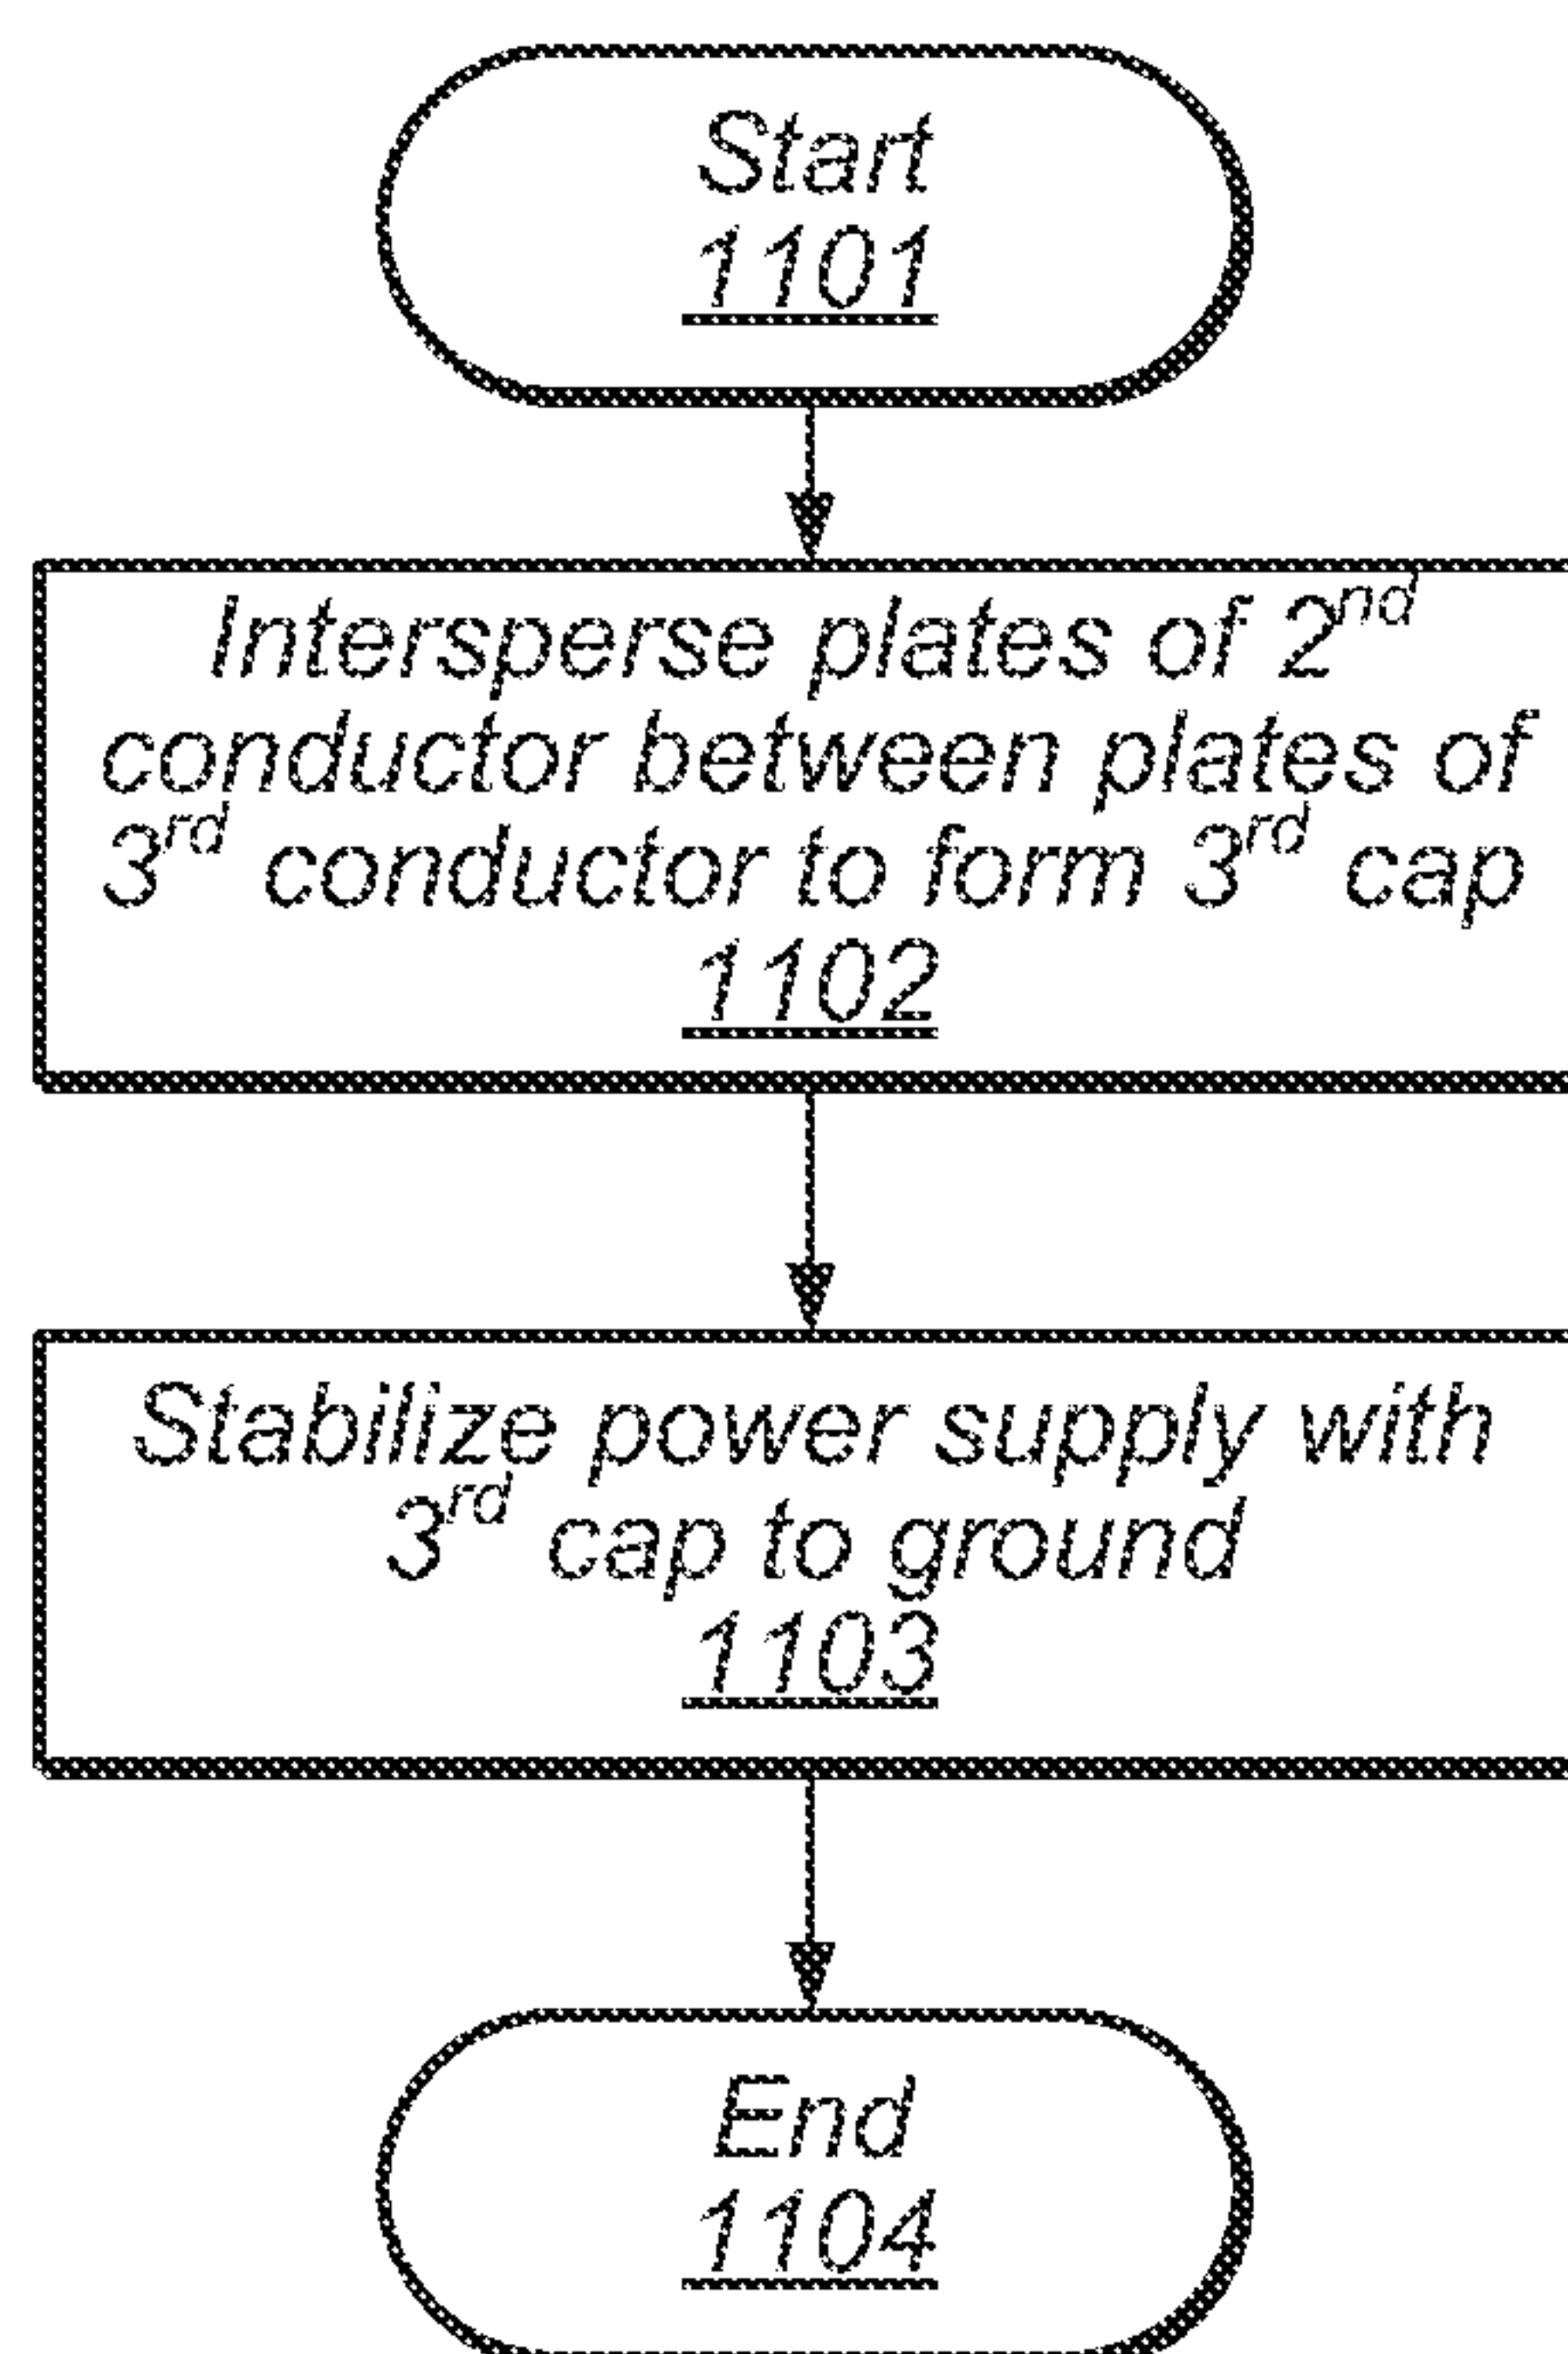 Start
1101
Intersperse plates of 2nd
conductor between plates of
3rd conductor to form 3rd cap
1102
Stabilize power supply with
3rd cap to ground
1103
End
1104